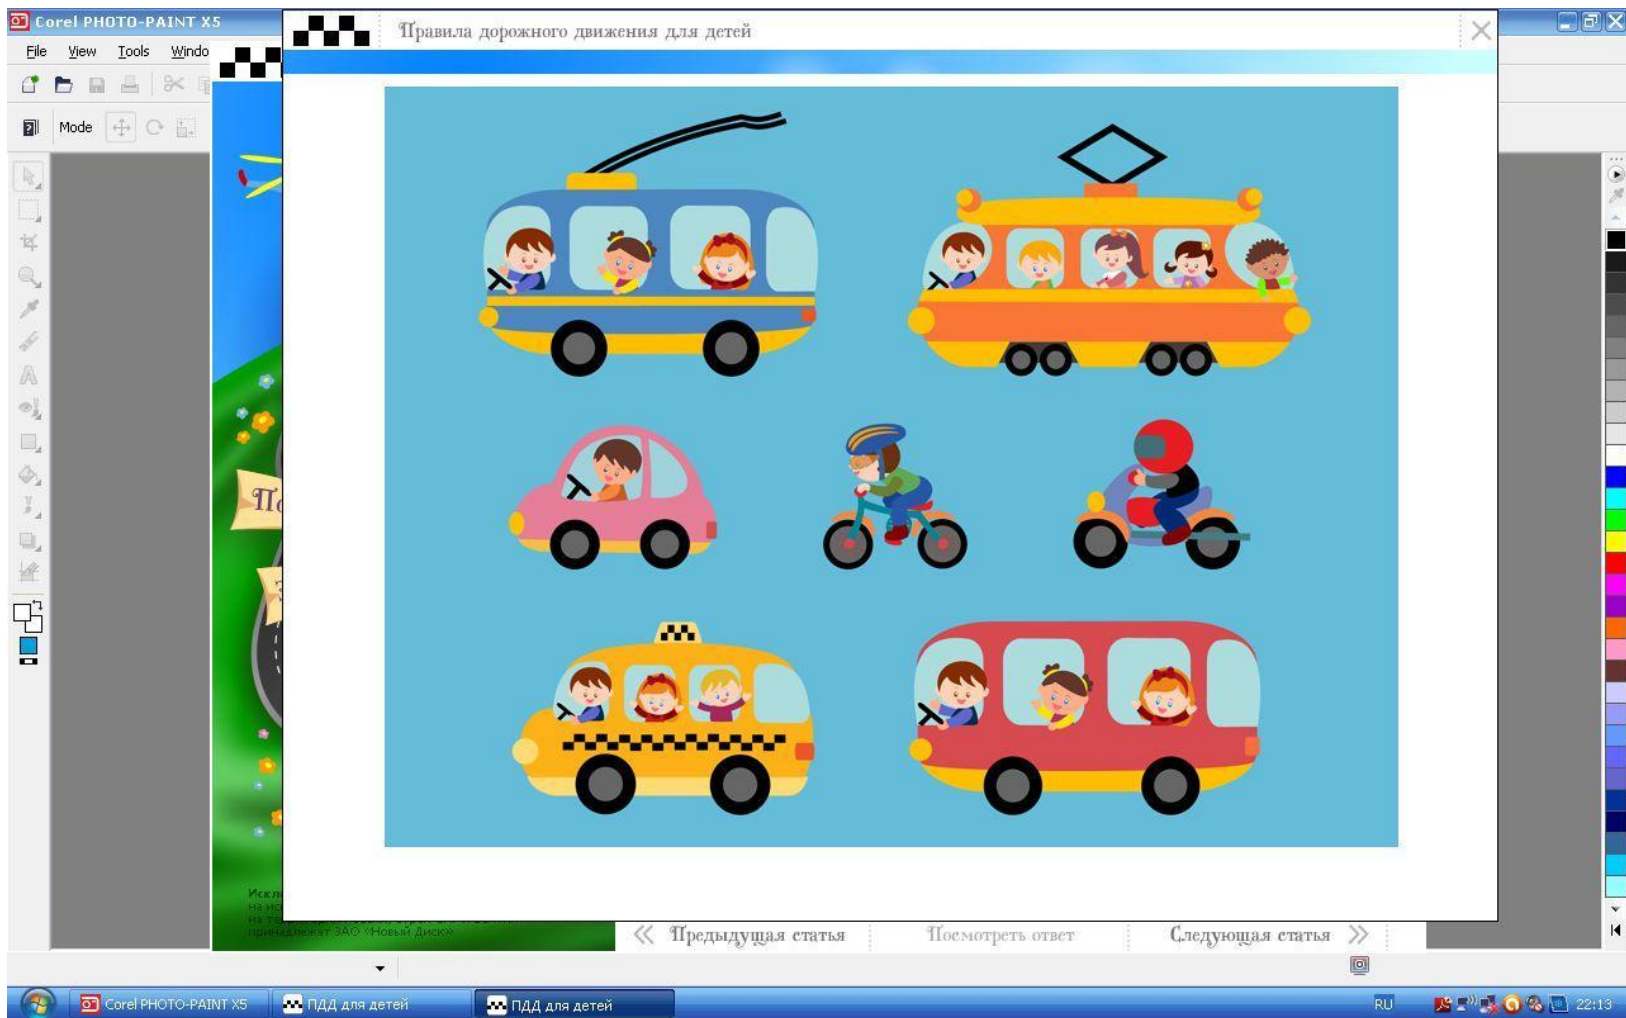 Corel PHOTO-PAINT X5
Правила дорожного движения для детей
File View Tools Windo
Mode
принадлежат ЗАО «Новый Диск»
Предыдущая статья Посмотреть ответ Следующая статья
Corel PHOTO-PAINT X5 ПДД для детей ПДД для детей RU 22:13